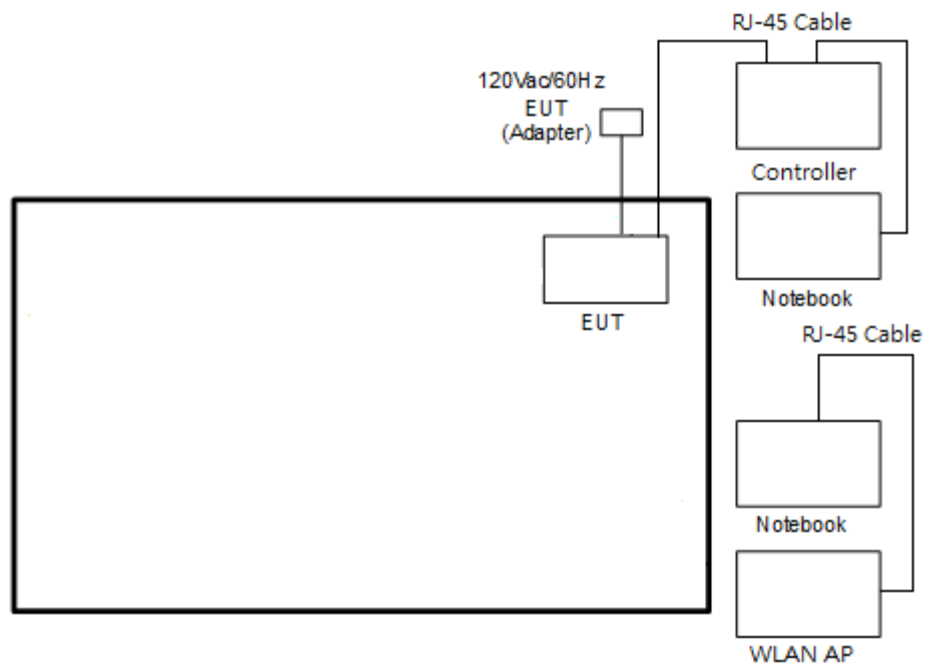 RJ-45 Cable
120Vac/60Hz
EUT
(Adapter)
Controller
Notebook
EUT
RJ-45 Cable
Notebook
WLAN AP